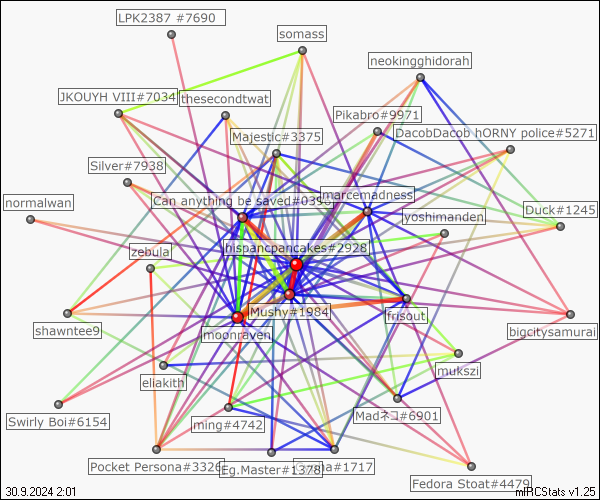 LPK2387 #7690
somass
neokingghidorah
JKOUYH VIII#7034
thesecondtwat
Pikabro#9971
Majestic#3375
DacobDacob hORNY police#5271
Silver#7938
normalwan
Can anything be saved#0398
marcemadness
yoshimanden
Duck#1245
zebula
hispancpancakes#2928
shawntee9
Mushy#1984
frisout
bigcitysamurai
moonraven
eliakith
mukszi
Swirly Boi#6154
ming#4742
Madネコ#6901
Pocket Persona#3326
Eg.Master#1378
#1717
Fedora Stoat#4479
30.9.2024 2:01
mIRCStats v1.25